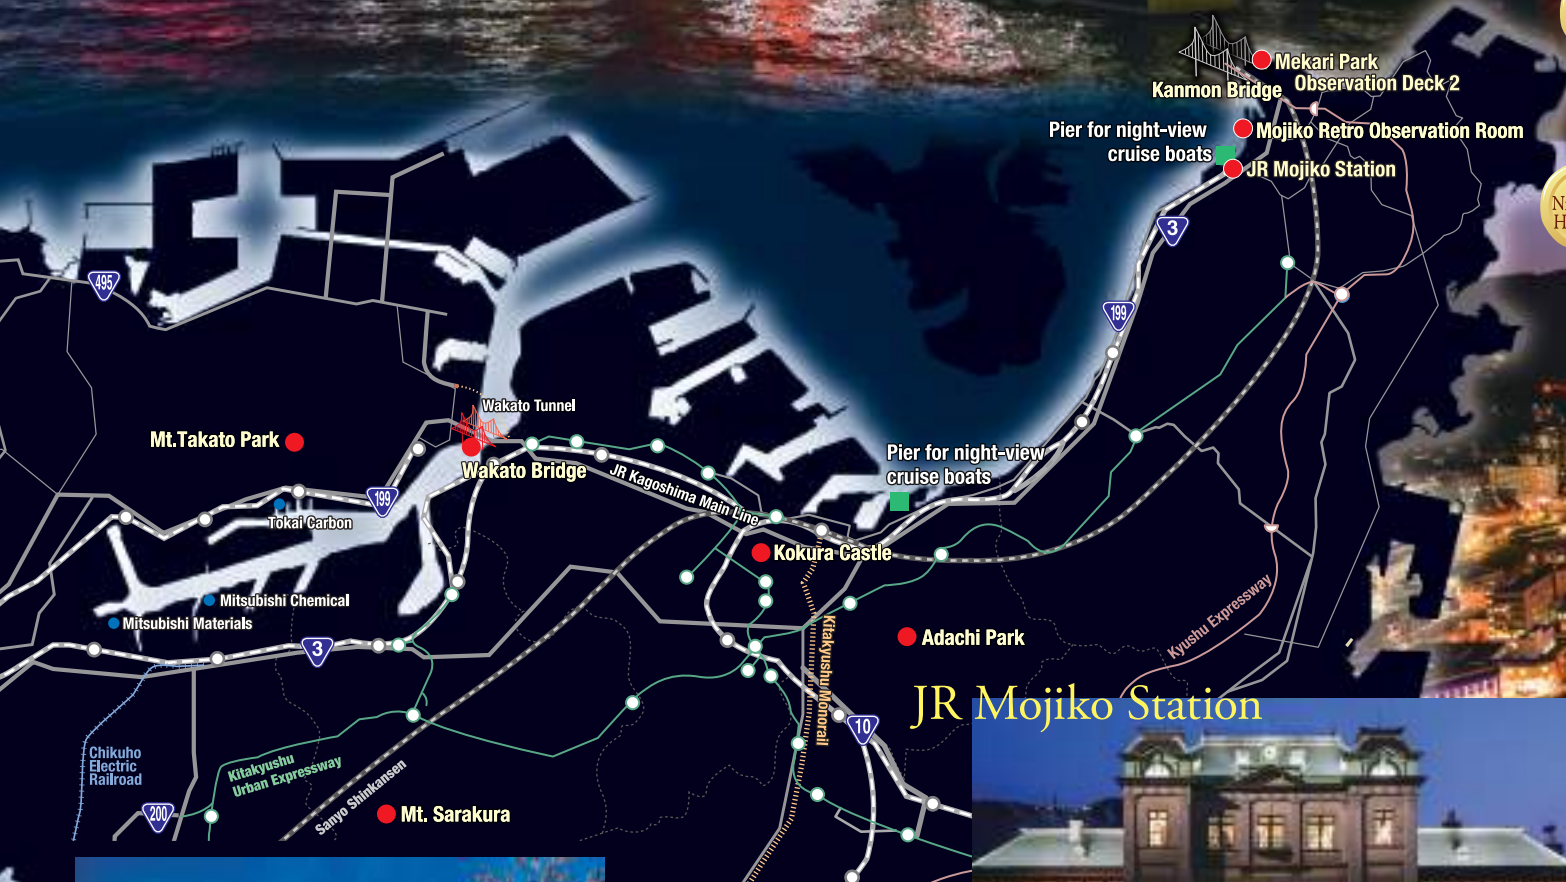 Mekari Park
Observation Deck 2
Kanmon Bridge
Pier for night-view
cruise boats
Mojiko Retro Observation Room
JR Mojiko Station
3
495
199
Wakato Tunnel
Mt.Takato Park
Wakato Bridge
Pier for night-view
cruise boats
JR Kagoshima Main Line
199
Tokai Carbon
Kokura Castle
Mitsubishi Chemical
Mitsubishi Materials
Kyushu Expressway
Adachi Park
3
Kitakyushu Monorail
JR Mojiko Station
10
Chikuho
Electric
Railroad
Kitakyushu
Urban Expressway
Sanyo Shinkansen
200
Mt. Sarakura